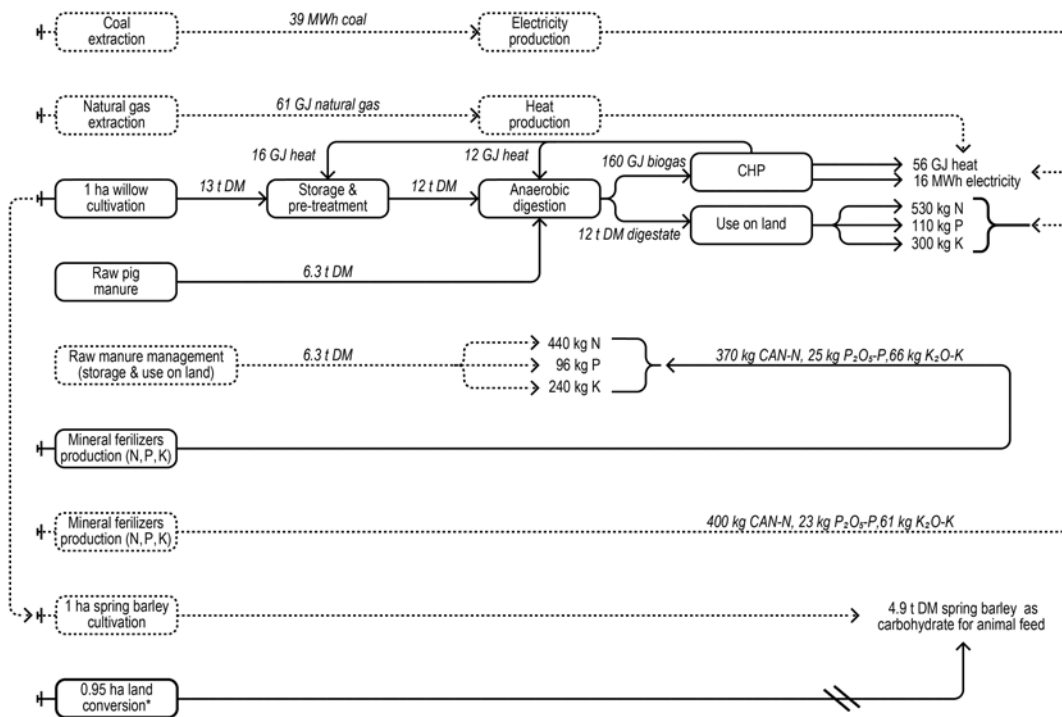 Coal
extraction
39 MWh coal
Electricity
production
Natural gas
extraction
61 GJ natural gas
Heat
production
16 GJ heat
12 GJ heat
160 GJ biogas
CHP
56 GJ heat
16 MWh electricity
1 ha willow
cultivation
13 t DM
Storage &
pre-treatment
12 t DM
Anaerobic
digestion
12 t DM digestate
Use on land
530 kg N
110 kg P
300 kg K
Raw pig
manure
6.3 t DM
Raw manure management
(storage & use on land)
6.3 t DM
440 kg N
96 kg P
240 kg K
370 kg CAN-N, 25 kg P₂O₅-P,66 kg K₂O-K
Mineral ferilizers
production (N, P, K)
Mineral ferilizers
production (N, P, K)
400 kg CAN-N, 23 kg P₂O₅-P,61 kg K₂O-K
1 ha spring barley
cultivation
4.9 t DM spring barley as
carbohydrate for animal feed
0.95 ha land
conversion*